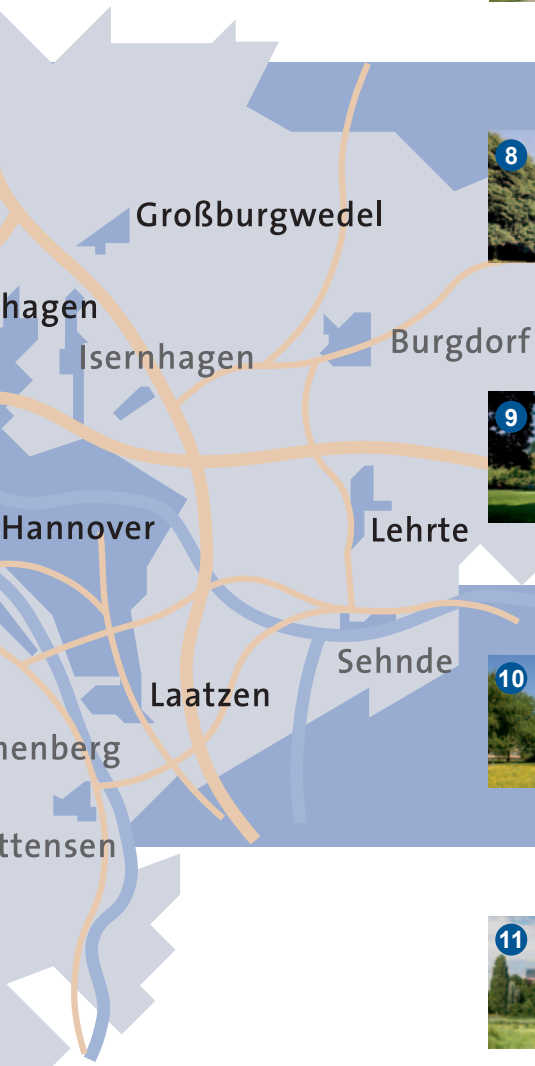 8
Großburgwedel
hagen
Isernhagen
Burgdorf
9
Hannover
Lehrte
Sehnde
10
Laatzen
nenberg
ttensen
11